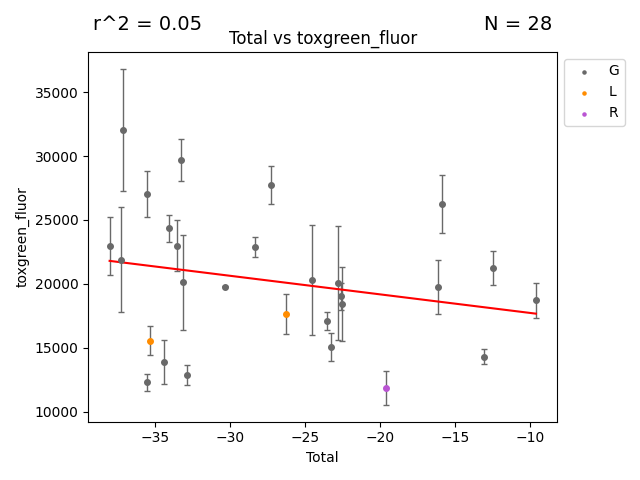 r^2 = 0.05
N = 28
Total vs toxgreen_fluor
G
L
R
35000
30000
25000
20000
15000
10000
toxgreen_fluor
−35
−30
−25
−20
−15
−10
Total